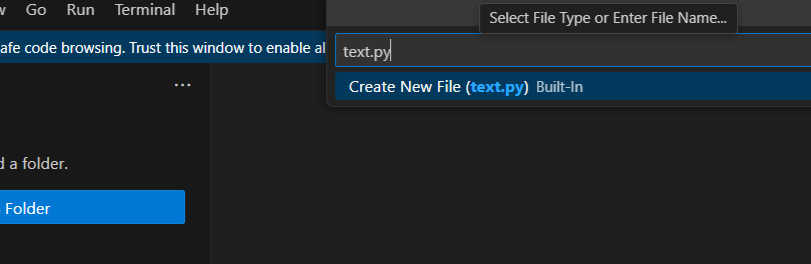 Go Run Terminal Help
Select File Type or Enter File Name...
afe code browsing. Trust this window to enable al
text.py
Create New File (text.py) Built-In
...
d a folder.
Folder